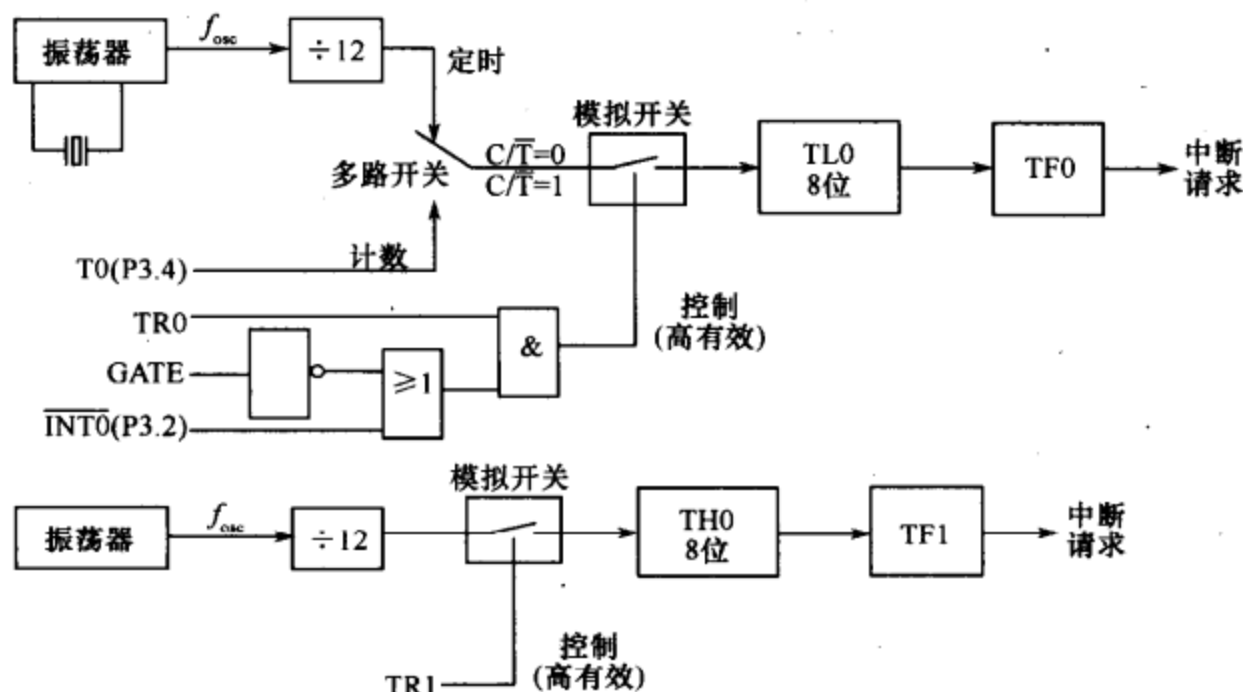 振荡器
fosc
÷12
定时
多路开关
C/T̅=0
C/T̅=1
模拟开关
TL0
8位
TF0
中断
请求
T0(P3.4)
计数
TR0
GATE
I̅N̅T̅0̅(P3.2)
≥1
&
控制
(高有效)
振荡器
fosc
÷12
模拟开关
TH0
8位
TF1
中断
请求
控制
(高有效)
TR1